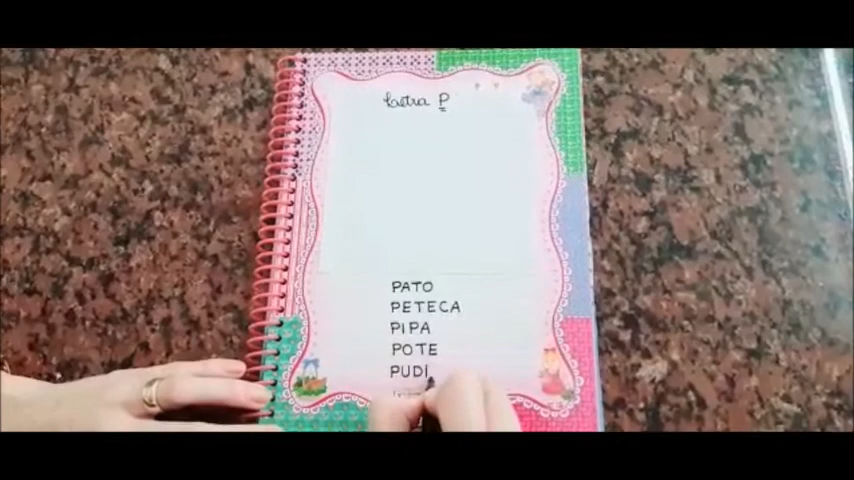 Letra P
PATO
PETECA
PIPA
POTE
PUDI